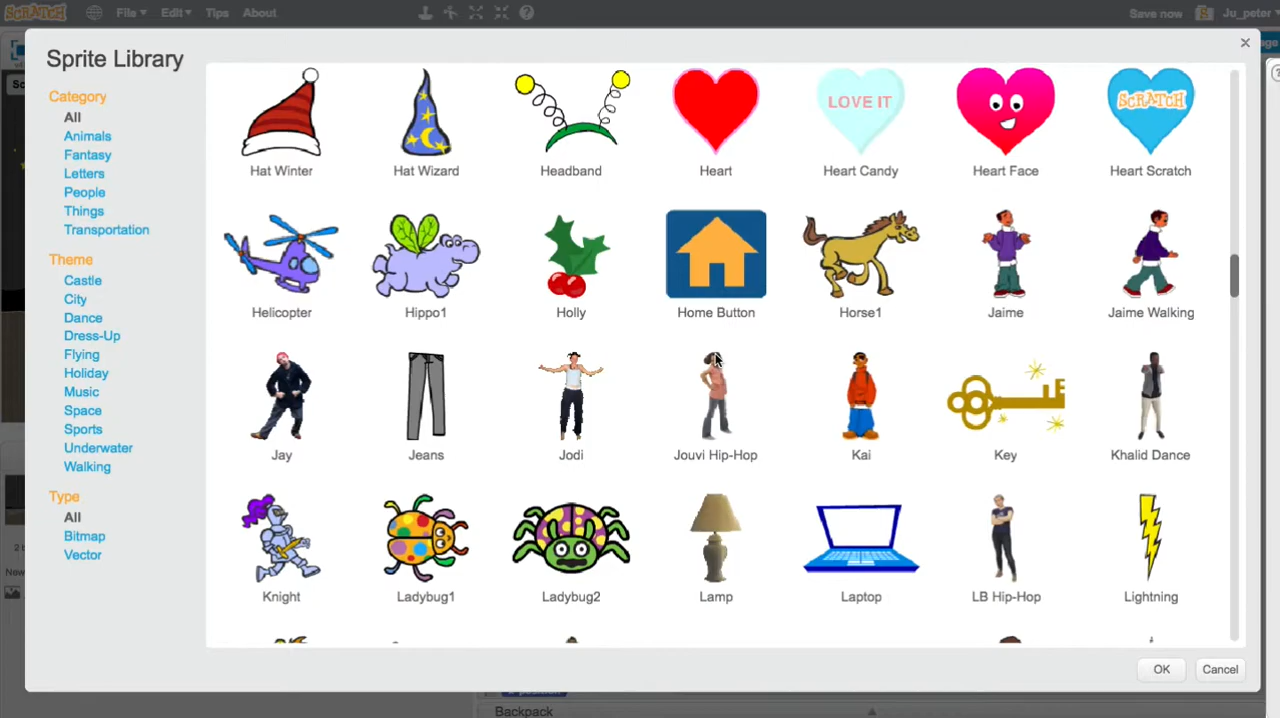 SCRATCH
File
Edit
Tips
About
Save now
Ju_peter
Sprite Library
Category
All
Animals
Fantasy
Letters
People
Things
Transportation
Theme
Castle
City
Dance
Dress-Up
Flying
Holiday
Music
Space
Sports
Underwater
Walking
Type
All
Bitmap
Vector
LOVE IT
SCRATCH
Hat Winter
Hat Wizard
Headband
Heart
Heart Candy
Heart Face
Heart Scratch
Helicopter
Hippo1
Holly
Home Button
Horse1
Jaime
Jaime Walking
Jay
Jeans
Jodi
Jouvi Hip-Hop
Kai
Key
Khalid Dance
Knight
Ladybug1
Ladybug2
Lamp
Laptop
LB Hip-Hop
Lightning
OK
Cancel
New
Backpack